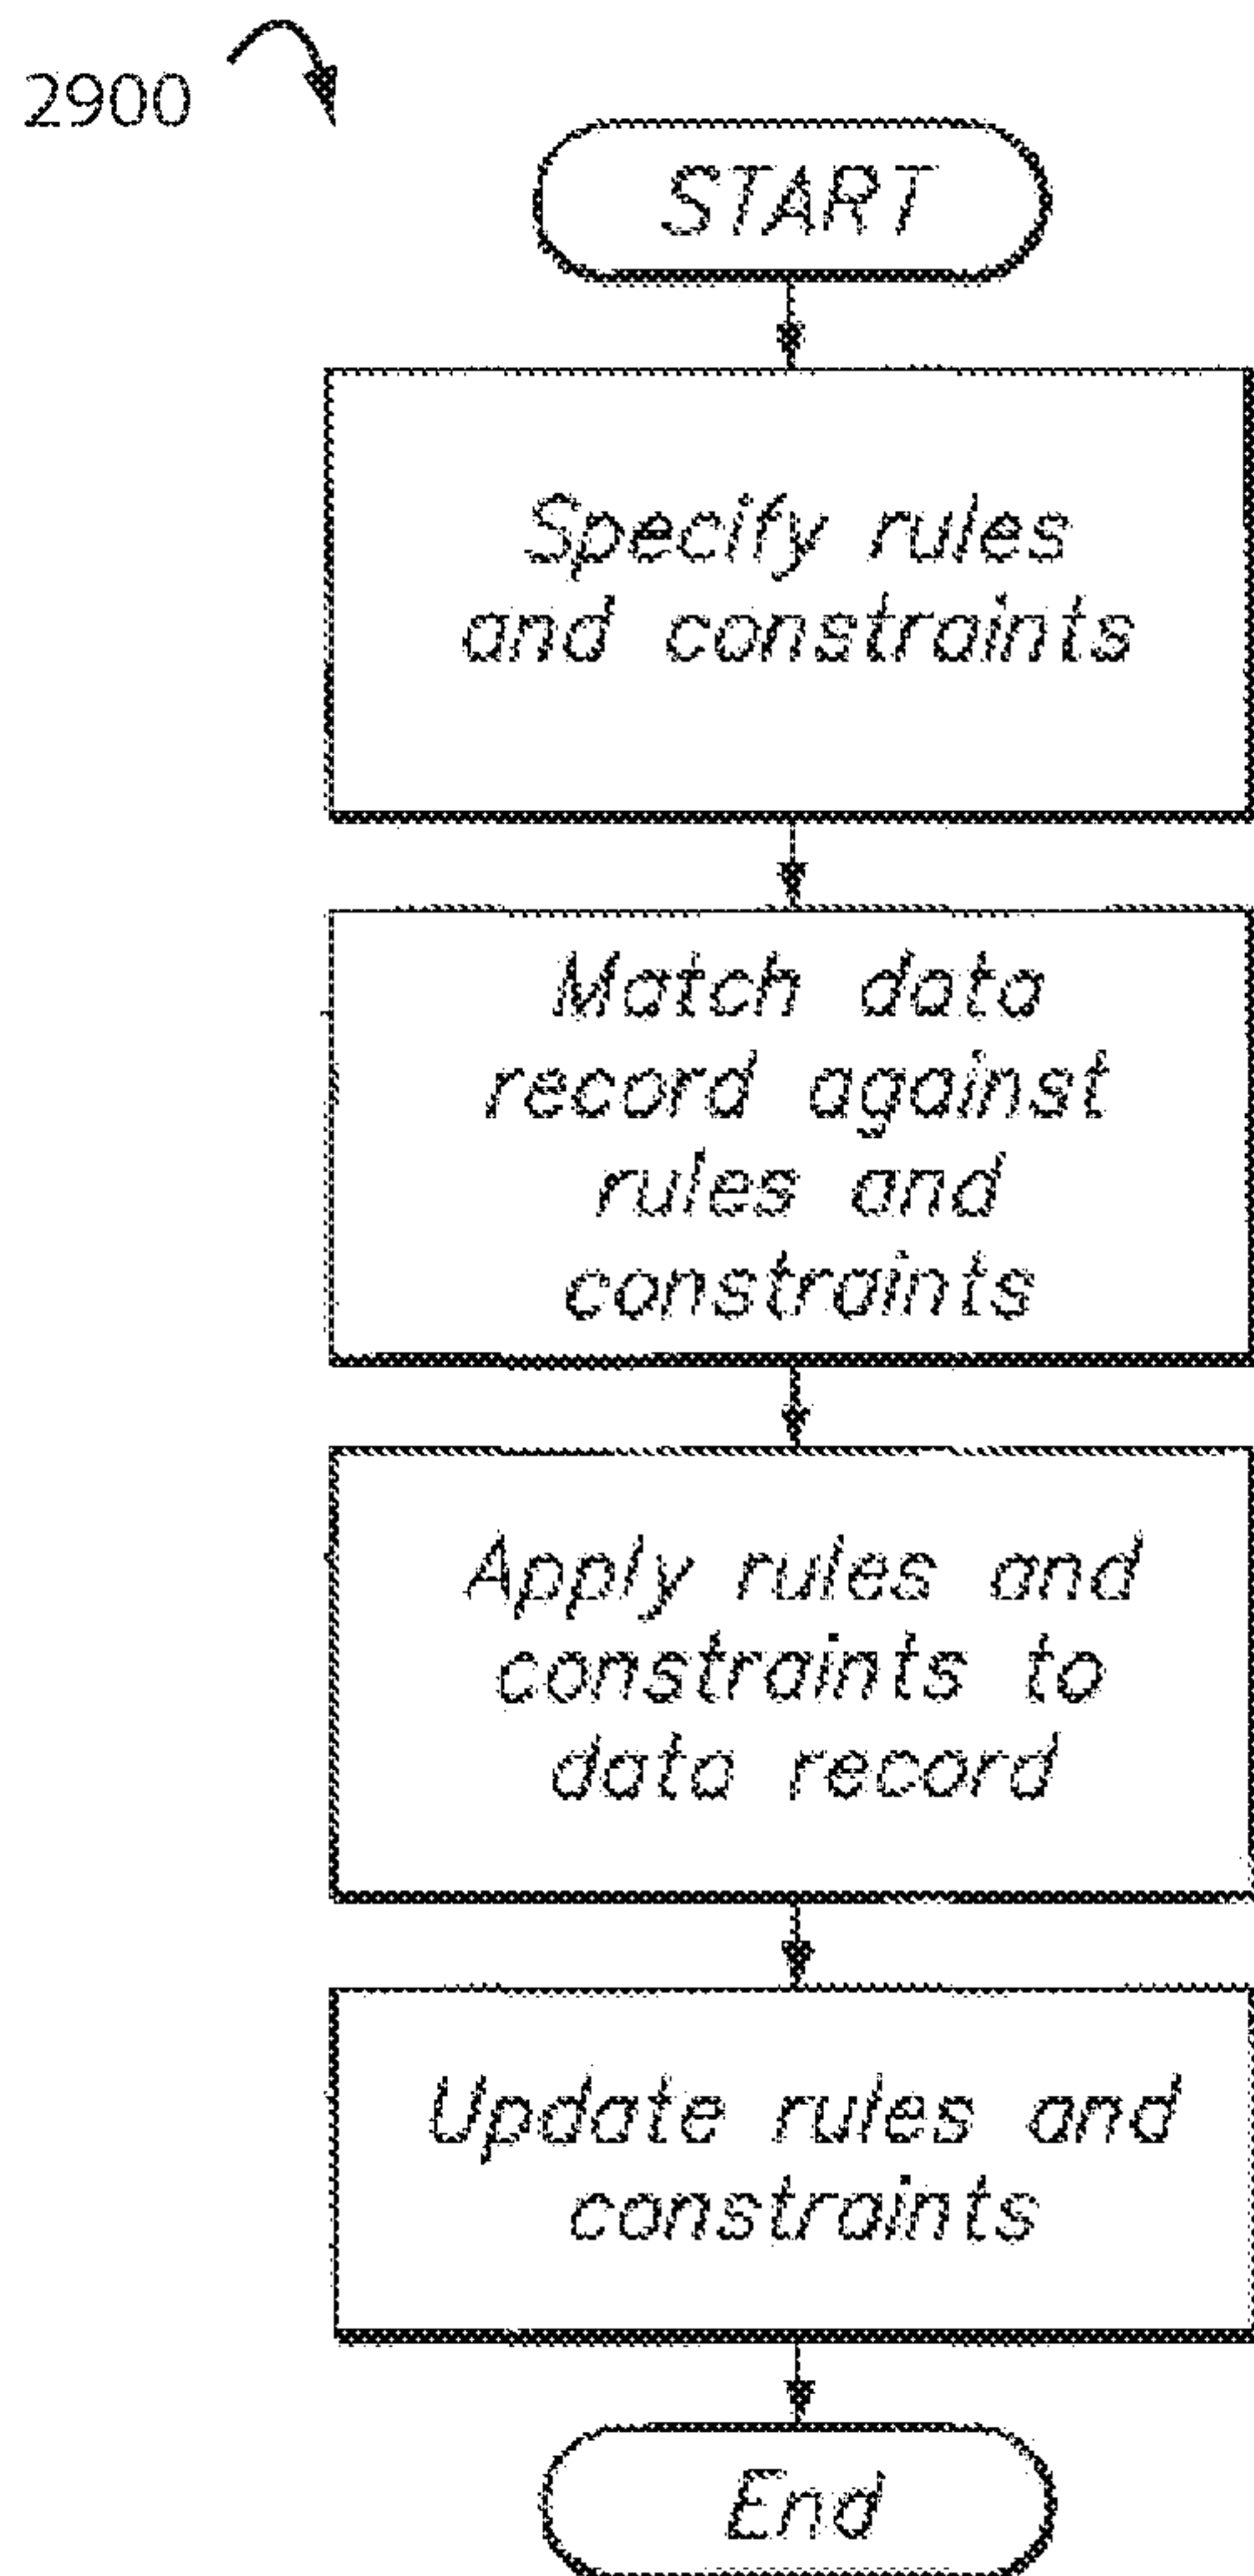 2900
START
Specify rules
and constraints
Match data
record against
rules and
constraints
Apply rules and
constraints to
data record
Update rules and
constraints
End